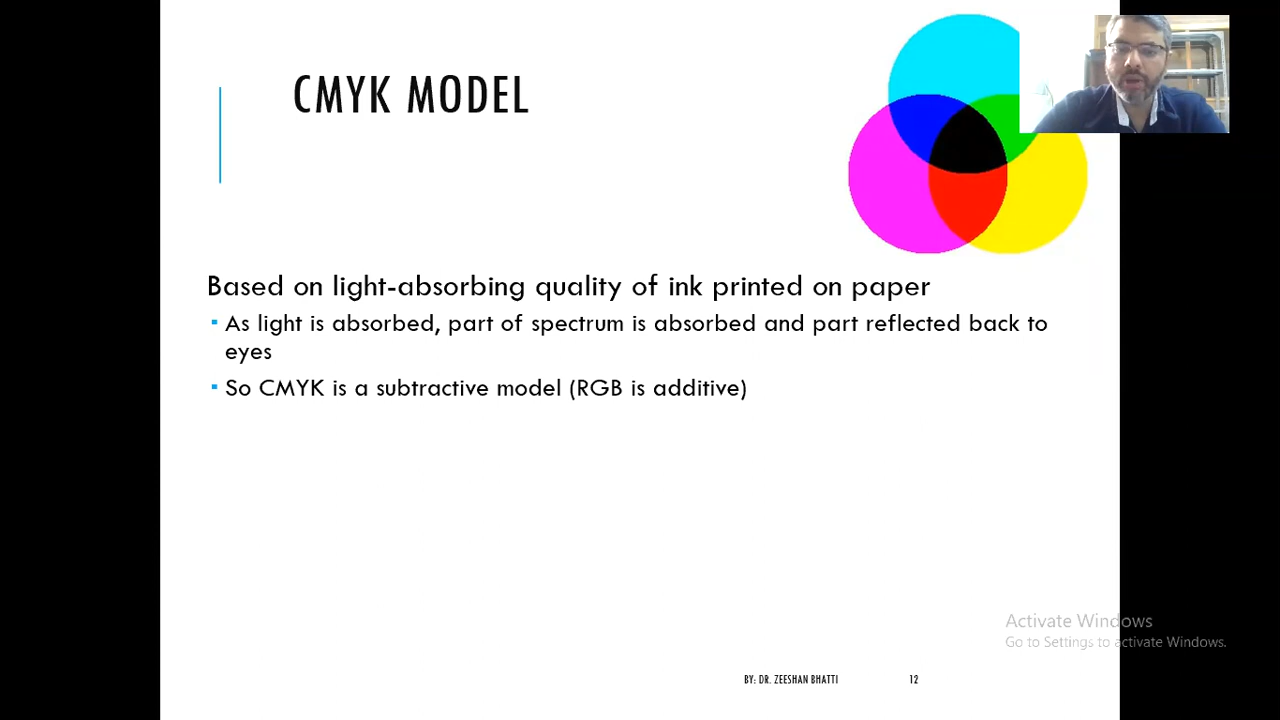 CMYK MODEL
Based on light-absorbing quality of ink printed on paper
As light is absorbed, part of spectrum is absorbed and part reflected back to
eyes
So CMYK is a subtractive model (RGB is additive)
Activate Windows
Go to Settings to activate Windows.
BY: DR. ZEESHAN BHATTI 12